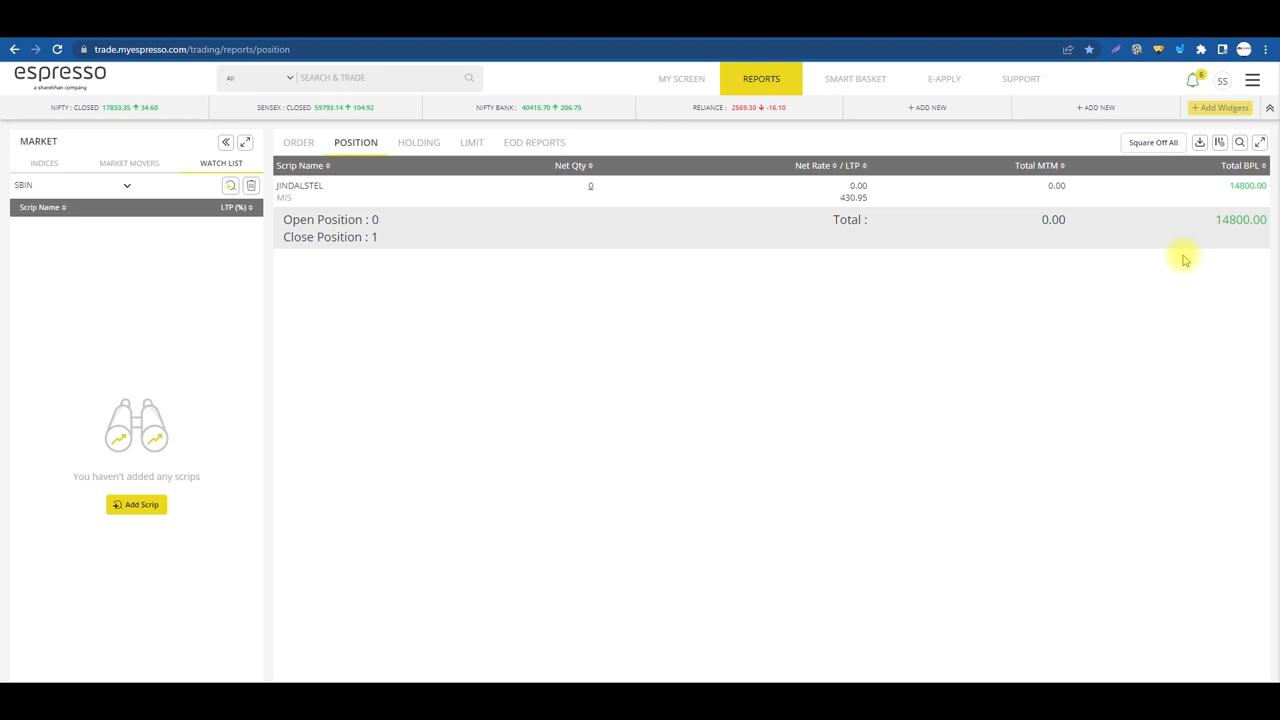 trade.myespresso.com/trading/reports/position
espresso
a sharekhan company
All
SEARCH & TRADE
MY SCREEN
REPORTS
SMART BASKET
E-APPLY
SUPPORT
6
SS
NIFTY : CLOSED 17833.35 ↑ 34.60
SENSEX : CLOSED 59793.14 ↑ 104.92
NIFTY BANK : 40415.70 ↑ 206.75
RELIANCE : 2569.30 ↓ -16.10
+ ADD NEW
+ ADD NEW
+ Add Widgets
MARKET
INDICES
MARKET MOVERS
WATCH LIST
SBIN
Scrip Name
LTP (%)
You haven't added any scrips
Add Scrip
ORDER
POSITION
HOLDING
LIMIT
EOD REPORTS
Square Off All
Scrip Name
Net Qty
Net Rate / LTP
Total MTM
Total BPL
JINDALSTEL
0
0.00
0.00
14800.00
MIS
430.95
Open Position : 0
Total :
0.00
14800.00
Close Position : 1